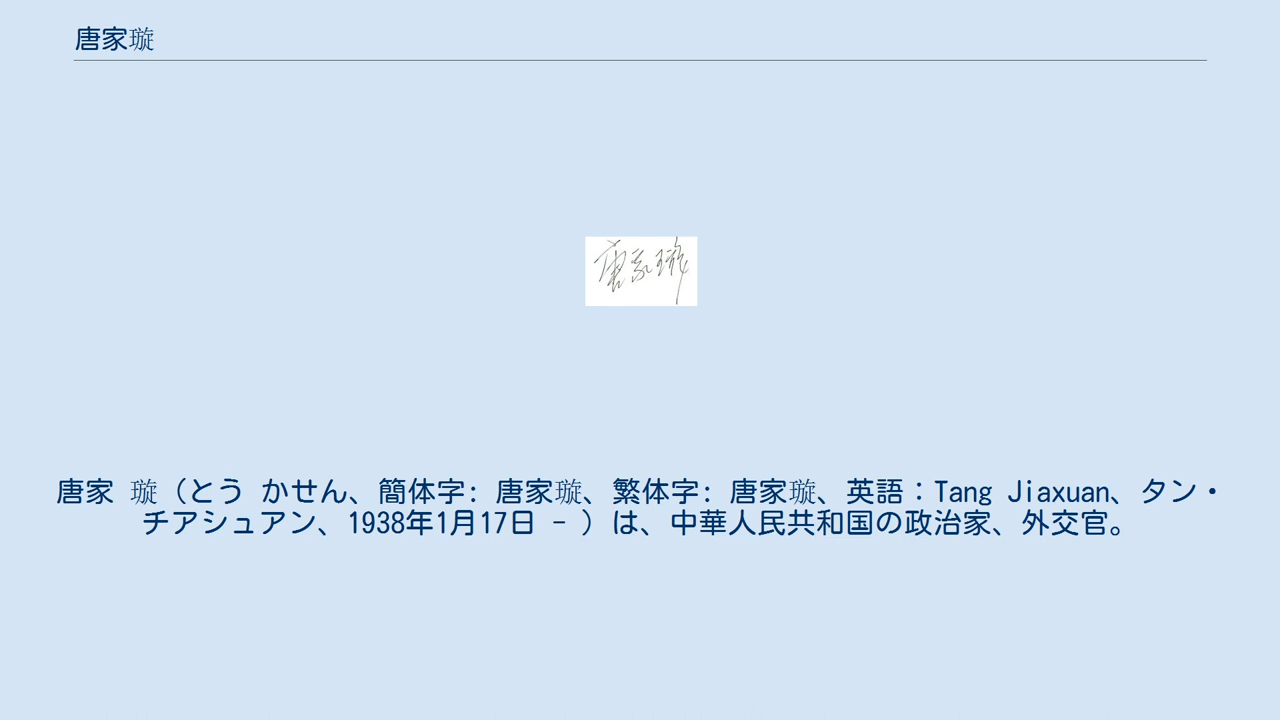 唐家璇
唐家璇
唐家 璇（とう かせん、簡体字: 唐家璇、繁体字: 唐家璇、英語：Tang Jiaxuan、タン・
チアシュアン、1938年1月17日 - ）は、中華人民共和国の政治家、外交官。